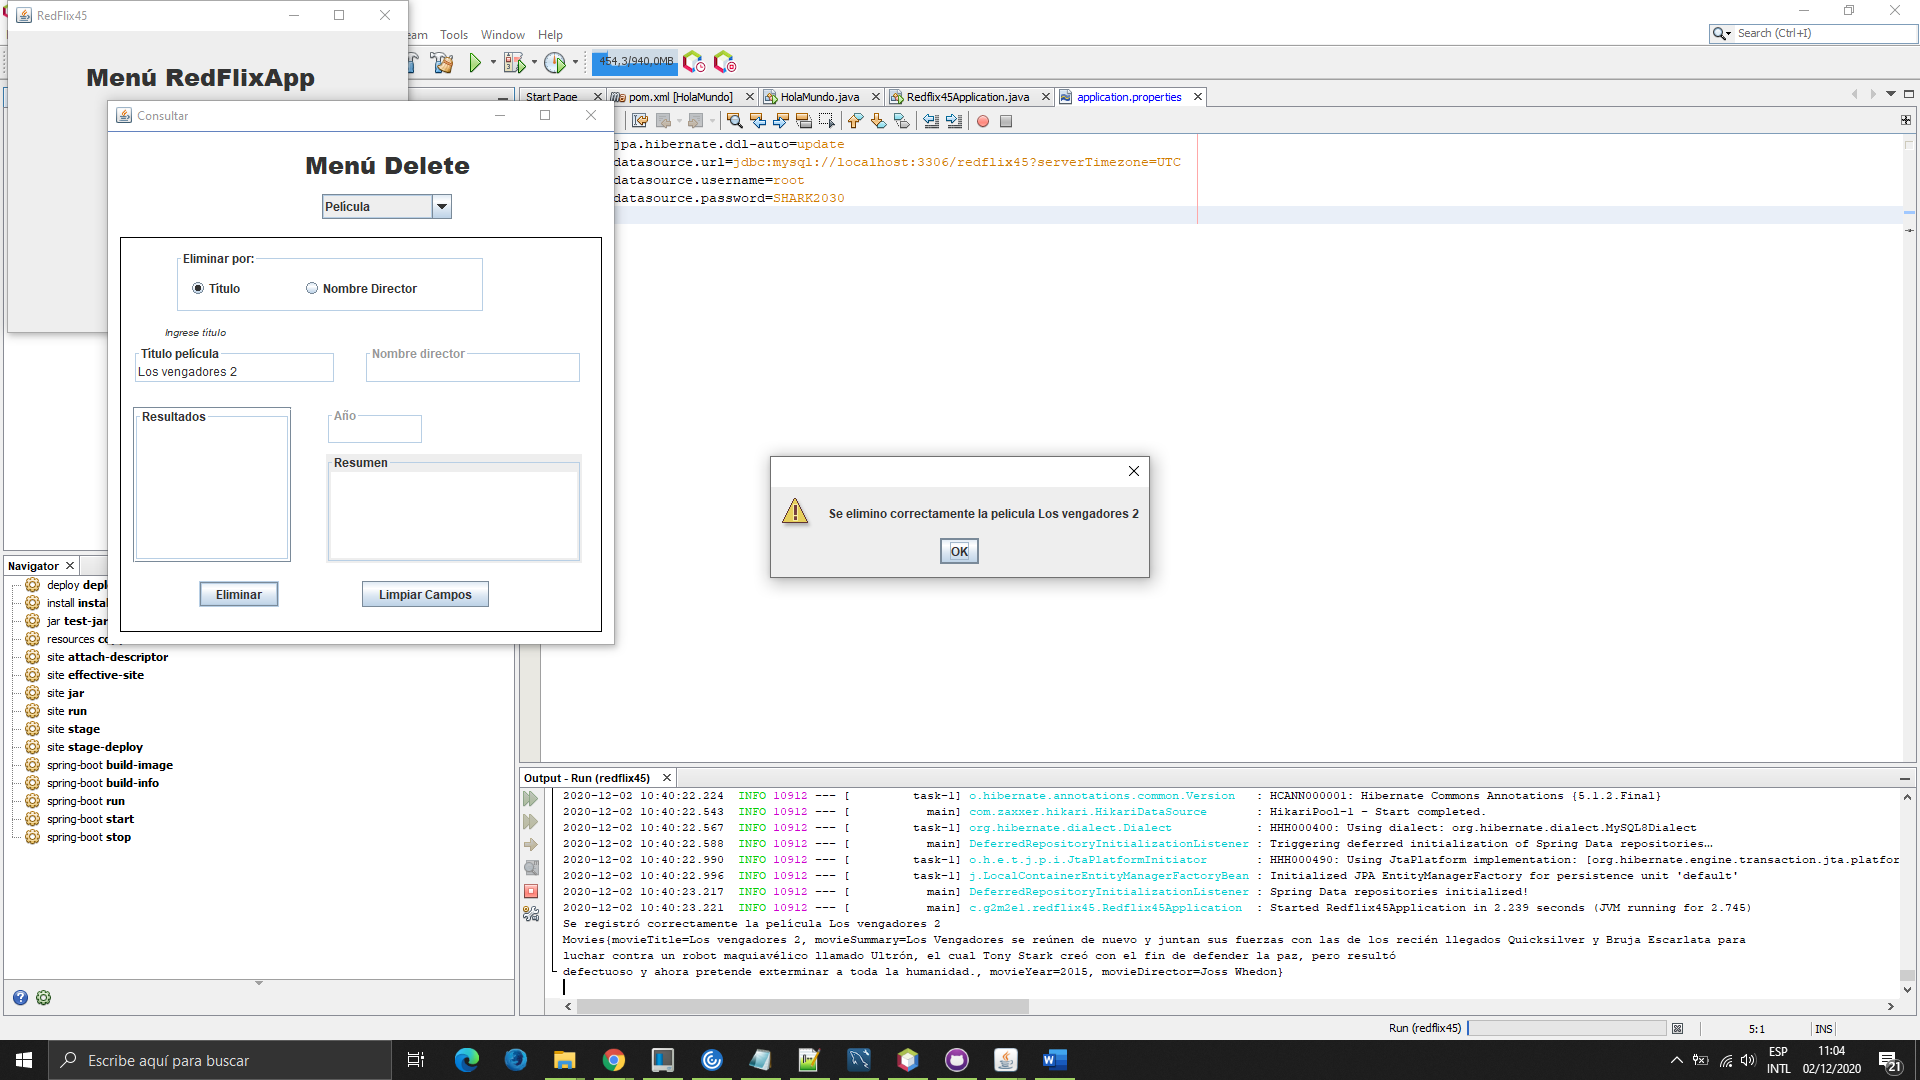 RedFlix45
Menú RedFlixApp
eam Tools Window Help
Search (Ctrl+I)
454,3/940,0MB
Start Page
pom.xml [HolaMundo]
HolaMundo.java
Redflix45Application.java
application.properties
jpa.hibernate.ddl-auto=update
datasource.url=jdbc:mysql://localhost:3306/redflix45?serverTimezone=UTC
datasource.username=root
datasource.password=SHARK2030
Consultar
Menú Delete
Película
Eliminar por:
Título Nombre Director
Ingrese título
Título película Nombre director
Los vengadores 2
Resultados Año
Resumen
Eliminar Limpiar Campos
Se elimino correctamente la pelicula Los vengadores 2
OK
Navigator
deploy depl
install instal
jar test-jar
resources
site attach-descriptor
site effective-site
site jar
site run
site stage
site stage-deploy
spring-boot build-image
spring-boot build-info
spring-boot run
spring-boot start
spring-boot stop
Output - Run (redflix45)
2020-12-02 10:40:22.224 INFO 10912 --- [ task-1] o.hibernate.annotations.common.Version : HCANN000001: Hibernate Commons Annotations {5.1.2.Final}
2020-12-02 10:40:22.543 INFO 10912 --- [ main] com.zaxxer.hikari.HikariDataSource : HikariPool-1 - Start completed.
2020-12-02 10:40:22.567 INFO 10912 --- [ task-1] org.hibernate.dialect.Dialect : HHH000400: Using dialect: org.hibernate.dialect.MySQL8Dialect
2020-12-02 10:40:22.588 INFO 10912 --- [ main] DeferredRepositoryInitializationListener : Triggering deferred initialization of Spring Data repositories…
2020-12-02 10:40:22.990 INFO 10912 --- [ task-1] o.h.e.t.j.p.i.JtaPlatformInitiator : HHH000490: Using JtaPlatform implementation: [org.hibernate.engine.transaction.jta.platfor
2020-12-02 10:40:22.996 INFO 10912 --- [ task-1] j.LocalContainerEntityManagerFactoryBean : Initialized JPA EntityManagerFactory for persistence unit 'default'
2020-12-02 10:40:23.217 INFO 10912 --- [ main] DeferredRepositoryInitializationListener : Spring Data repositories initialized!
2020-12-02 10:40:23.221 INFO 10912 --- [ main] c.g2m2e1.redflix45.Redflix45Application : Started Redflix45Application in 2.239 seconds (JVM running for 2.745)
Se registró correctamente la película Los vengadores 2
Movies{movieTitle=Los vengadores 2, movieSummary=Los Vengadores se reúnen de nuevo y juntan sus fuerzas con las de los recién llegados Quicksilver y Bruja Escarlata para
luchar contra un robot maquiavélico llamado Ultrón, el cual Tony Stark creó con el fin de defender la paz, pero resultó
defectuoso y ahora pretende exterminar a toda la humanidad., movieYear=2015, movieDirector=Joss Whedon}
Run (redflix45)
5:1
INS
Escribe aquí para buscar
ESP
INTL
11:04
02/12/2020
21